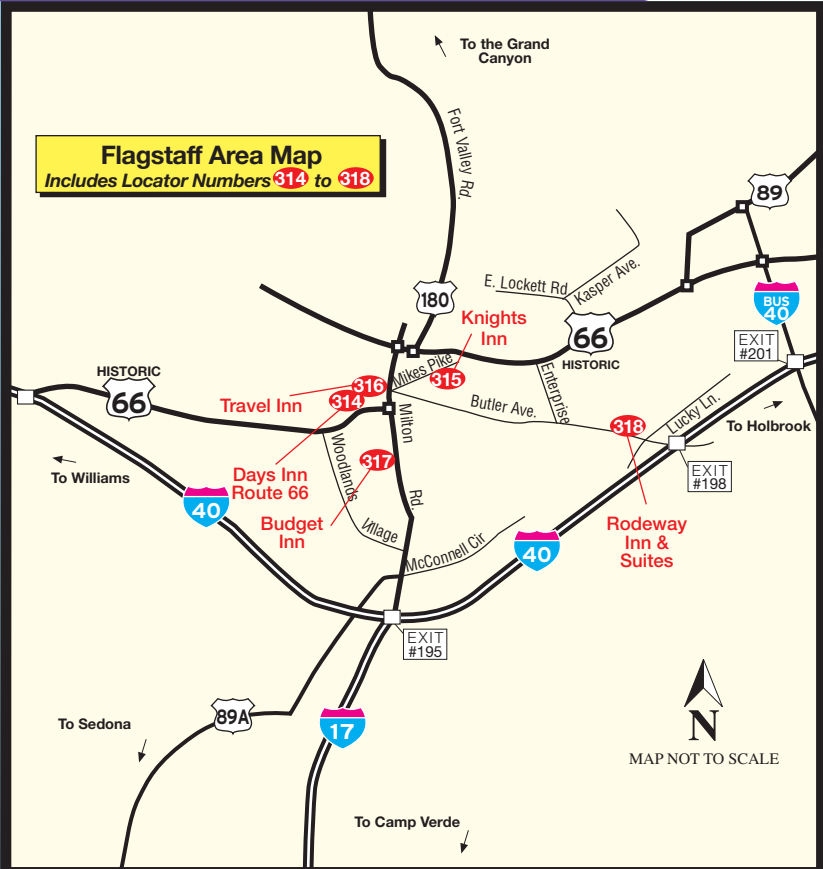 To the Grand
Canyon
Flagstaff Area Map
Includes Locator Numbers 314 to 318
Fort Valley Rd.
89
E. Lockett Rd
Kasper Ave.
180
BUS
40
Knights
Inn
66
HISTORIC
EXIT
#201
HISTORIC
66
Mikes Pike
316
315
314
Travel Inn
Enterprise
Butler Ave.
Milton
Rd.
318
Lucky Ln.
To Holbrook
Woodlands
Village
317
To Williams
Days Inn
Route 66
EXIT
#198
40
Budget
Inn
Rodeway
Inn &
Suites
McConnell Cir
40
EXIT
#195
89A
17
To Sedona
N
MAP NOT TO SCALE
To Camp Verde